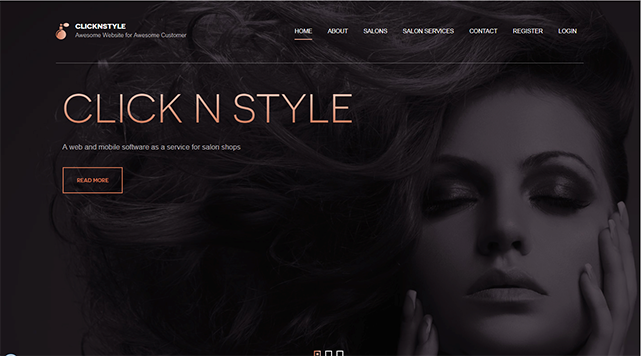 CLICKNSTYLE
Awesome Website for Awesome Customer
HOME ABOUT SALONS SALON SERVICES CONTACT REGISTER LOGIN
CLICK N STYLE
A web and mobile software as a service for salon shops
READ MORE